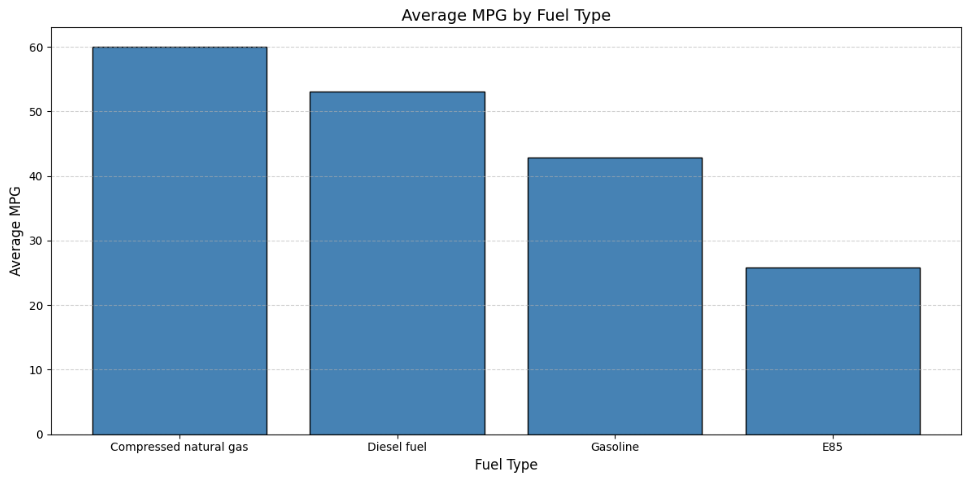 Average MPG by Fuel Type
60
50
40
30
20
10
0
Average MPG
Compressed natural gas
Diesel fuel
Gasoline
E85
Fuel Type